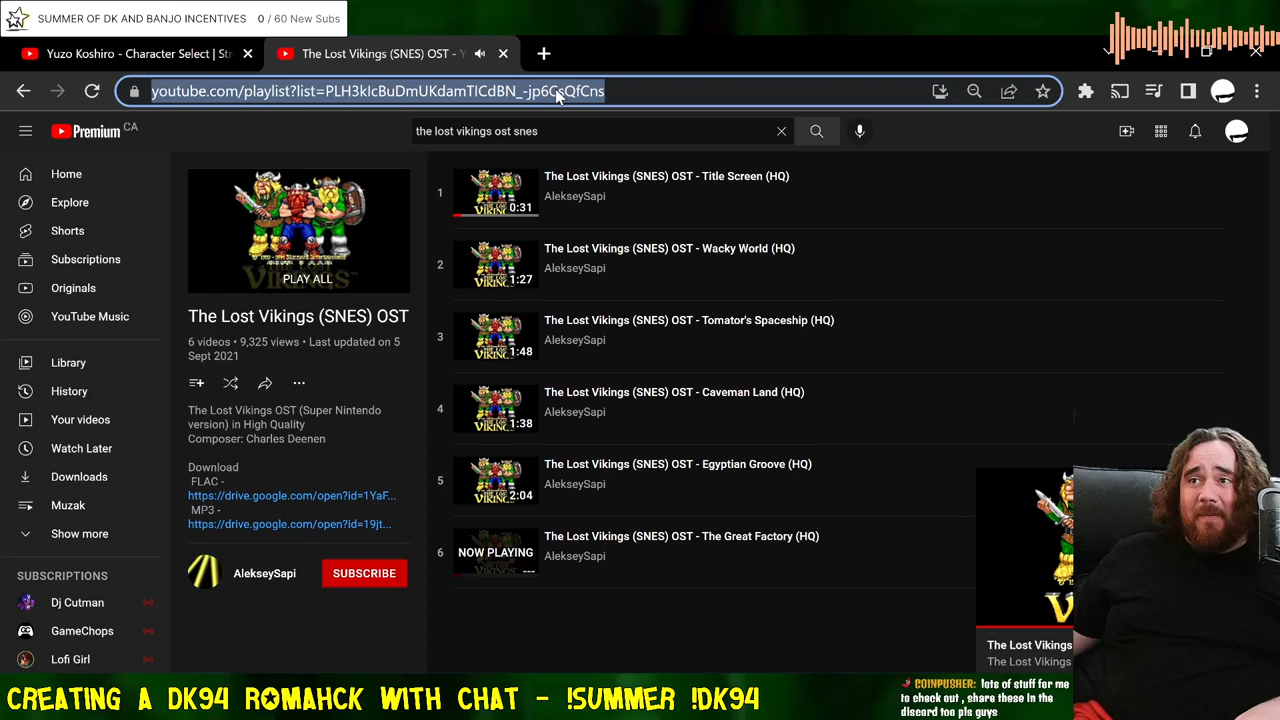 SUMMER OF DK AND BANJO INCENTIVES 0 / 60 New Subs
Yuzo Koshiro - Character Select | Str
The Lost Vikings (SNES) OST - Y
youtube.com/playlist?list=PLH3klcBuDmUKdamTICdBN_-jp6CsQfCns
Premium CA
the lost vikings ost snes
Home
Explore
Shorts
Subscriptions
Originals
YouTube Music
Library
History
Your videos
Watch Later
Downloads
Muzak
Show more
SUBSCRIPTIONS
Dj Cutman
GameChops
Lofi Girl
PLAY ALL
The Lost Vikings (SNES) OST
6 videos • 9,325 views • Last updated on 5
Sept 2021
The Lost Vikings OST (Super Nintendo
version) in High Quality
Composer: Charles Deenen
Download
FLAC -
https://drive.google.com/open?id=1YaF...
MP3 -
https://drive.google.com/open?id=19jt...
AlekseySapi
SUBSCRIBE
1
0:31
The Lost Vikings (SNES) OST - Title Screen (HQ)
AlekseySapi
2
1:27
The Lost Vikings (SNES) OST - Wacky World (HQ)
AlekseySapi
3
1:48
The Lost Vikings (SNES) OST - Tomator's Spaceship (HQ)
AlekseySapi
4
1:38
The Lost Vikings (SNES) OST - Caveman Land (HQ)
AlekseySapi
5
2:04
The Lost Vikings (SNES) OST - Egyptian Groove (HQ)
AlekseySapi
6
NOW PLAYING
The Lost Vikings (SNES) OST - The Great Factory (HQ)
AlekseySapi
The Lost Vikings
The Lost Vikings
CREATING A DK94 ROMAHCK WITH CHAT - !SUMMER !DK94
COINPUSHER: lots of stuff for me
to check out , share these in the
discord too pls guys